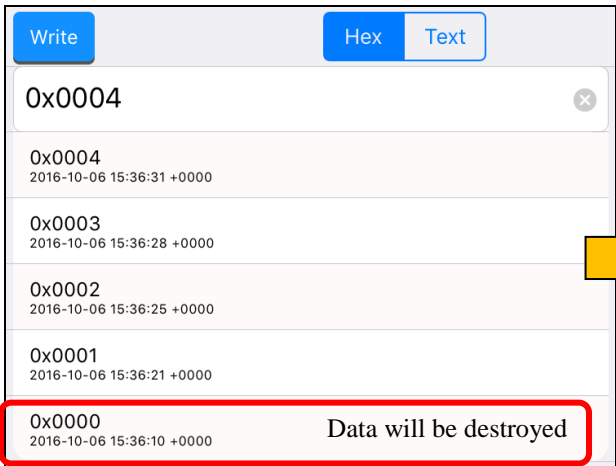 Write Hex Text
0x0004
0x0004
2016-10-06 15:36:31 +0000
0x0003
2016-10-06 15:36:28 +0000
0x0002
2016-10-06 15:36:25 +0000
0x0001
2016-10-06 15:36:21 +0000
0x0000
2016-10-06 15:36:10 +0000
Data will be destroyed